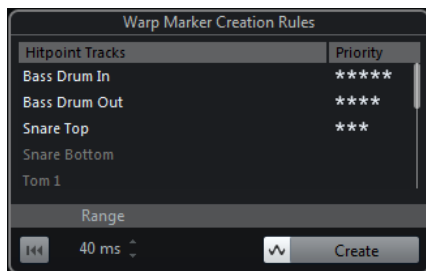 Warp Marker Creation Rules
Hitpoint Tracks Priority
Bass Drum In *****
Bass Drum Out ****
Snare Top ***
Snare Bottom
Tom 1
Range
40 ms Create